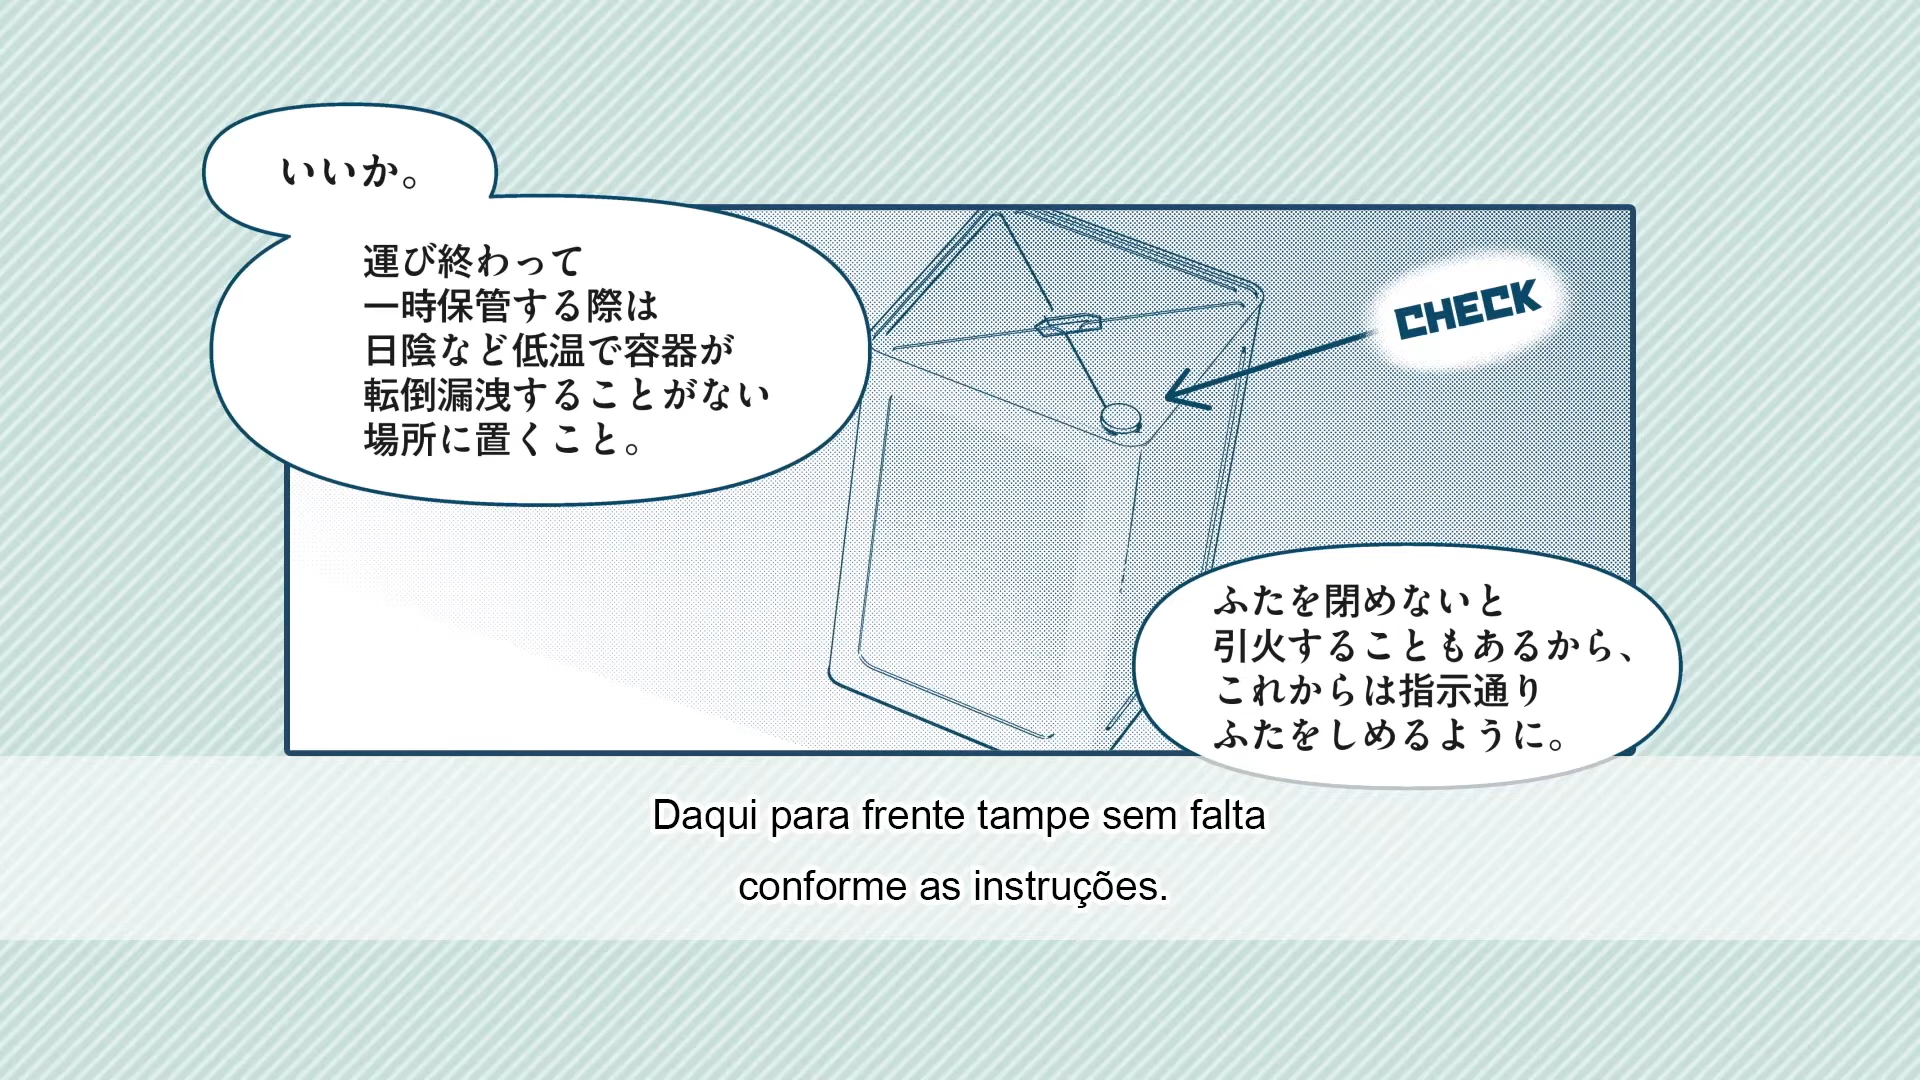 いいか。
運び終わって
一時保管する際は
日陰など低温で容器が
転倒漏洩することがない
場所に置くこと。
CHECK
ふたを閉めないと
引火することもあるから、
これからは指示通り
ふたをしめるように。
Daqui para frente tampe sem falta
conforme as instruções.